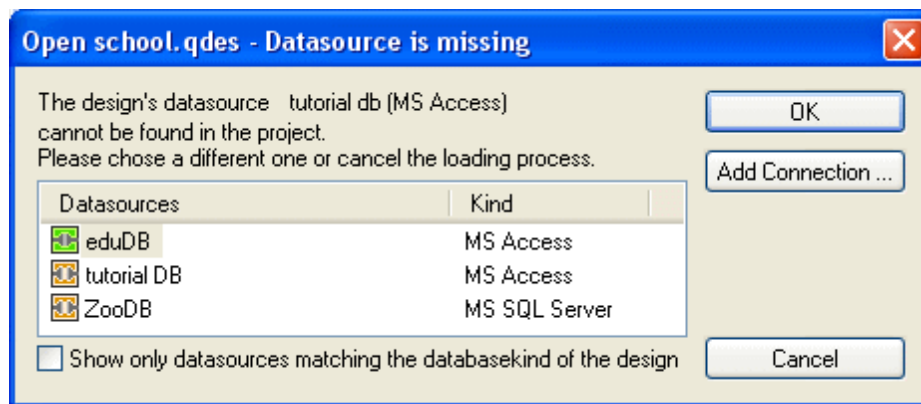 Open school.qdes - Datasource is missing
The design's datasource tutorial db (MS Access)
cannot be found in the project.
Please chose a different one or cancel the loading process.
OK
Add Connection ...
Datasources Kind
eduDB MS Access
tutorial DB MS Access
ZooDB MS SQL Server
Show only datasources matching the databasekind of the design
Cancel